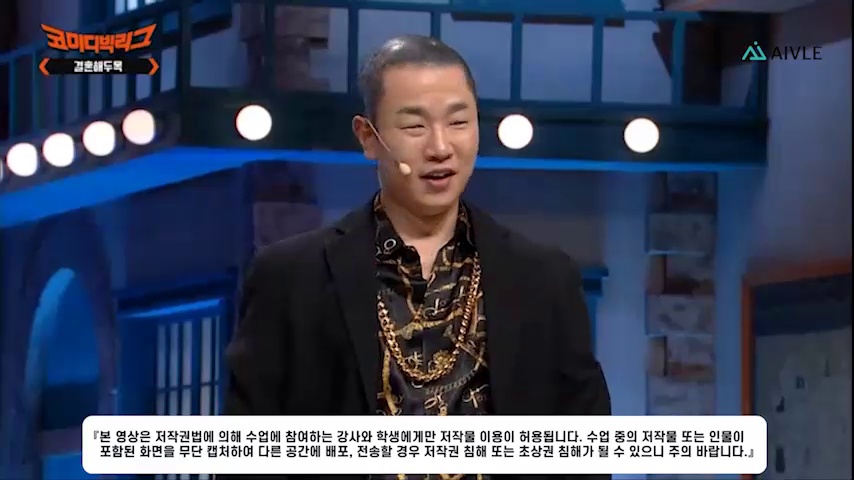 코미디빅리그
결혼해두목
AIVLE
『본 영상은 저작권법에 의해 수업에 참여하는 강사와 학생에게만 저작물 이용이 허용됩니다. 수업 중의 저작물 또는 인물이
포함된 화면을 무단 캡처하여 다른 공간에 배포, 전송할 경우 저작권 침해 또는 초상권 침해가 될 수 있으니 주의 바랍니다.』